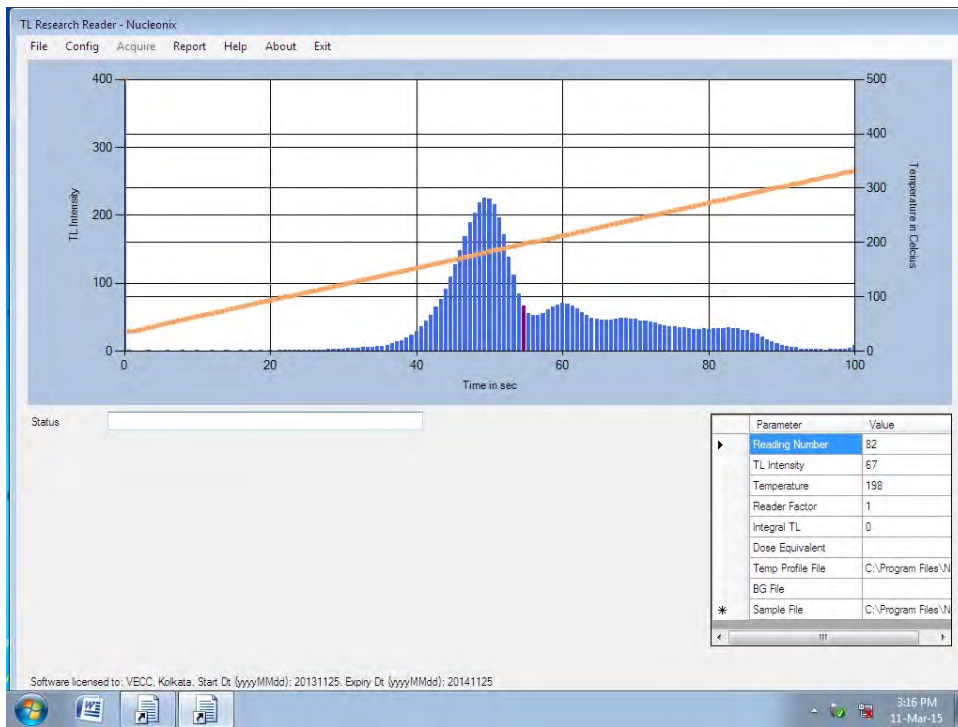 TL Research Reader - Nucleonix
File Config Acquire Report Help About Exit
400
300
200
100
0
TL Intensity
500
400
300
200
100
0
Temperature in Celcius
0 20 40 60 80 100
Time in sec
Status
Parameter Value
Reading Number 82
TL Intensity 67
Temperature 198
Reader Factor 1
Integral TL 0
Dose Equivalent
Temp Profile File C:\Program Files\N
BG File
Sample File C:\Program Files\N
Software licensed to: VECC, Kolkata, Start Dt (yyyyMMdd): 20131125, Expiry Dt (yyyyMMdd): 20141125
3:16 PM
11-Mar-15